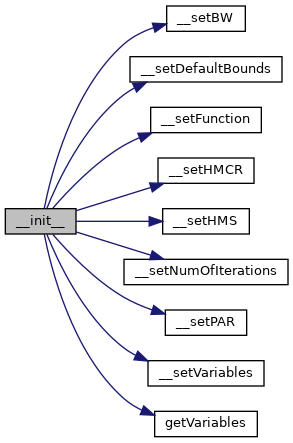 __init__
__setBW
__setDefaultBounds
__setFunction
__setHMCR
__setHMS
__setNumOfIterations
__setPAR
__setVariables
getVariables